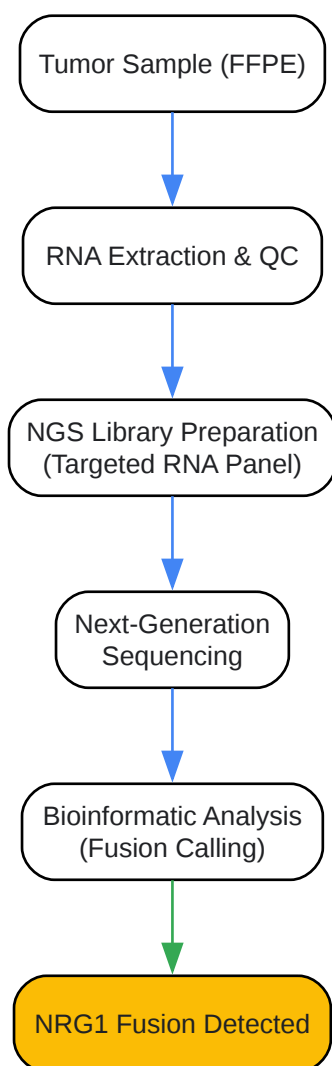 Tumor Sample (FFPE)
RNA Extraction & QC
NGS Library Preparation
(Targeted RNA Panel)
Next-Generation
Sequencing
Bioinformatic Analysis
(Fusion Calling)
NRG1 Fusion Detected